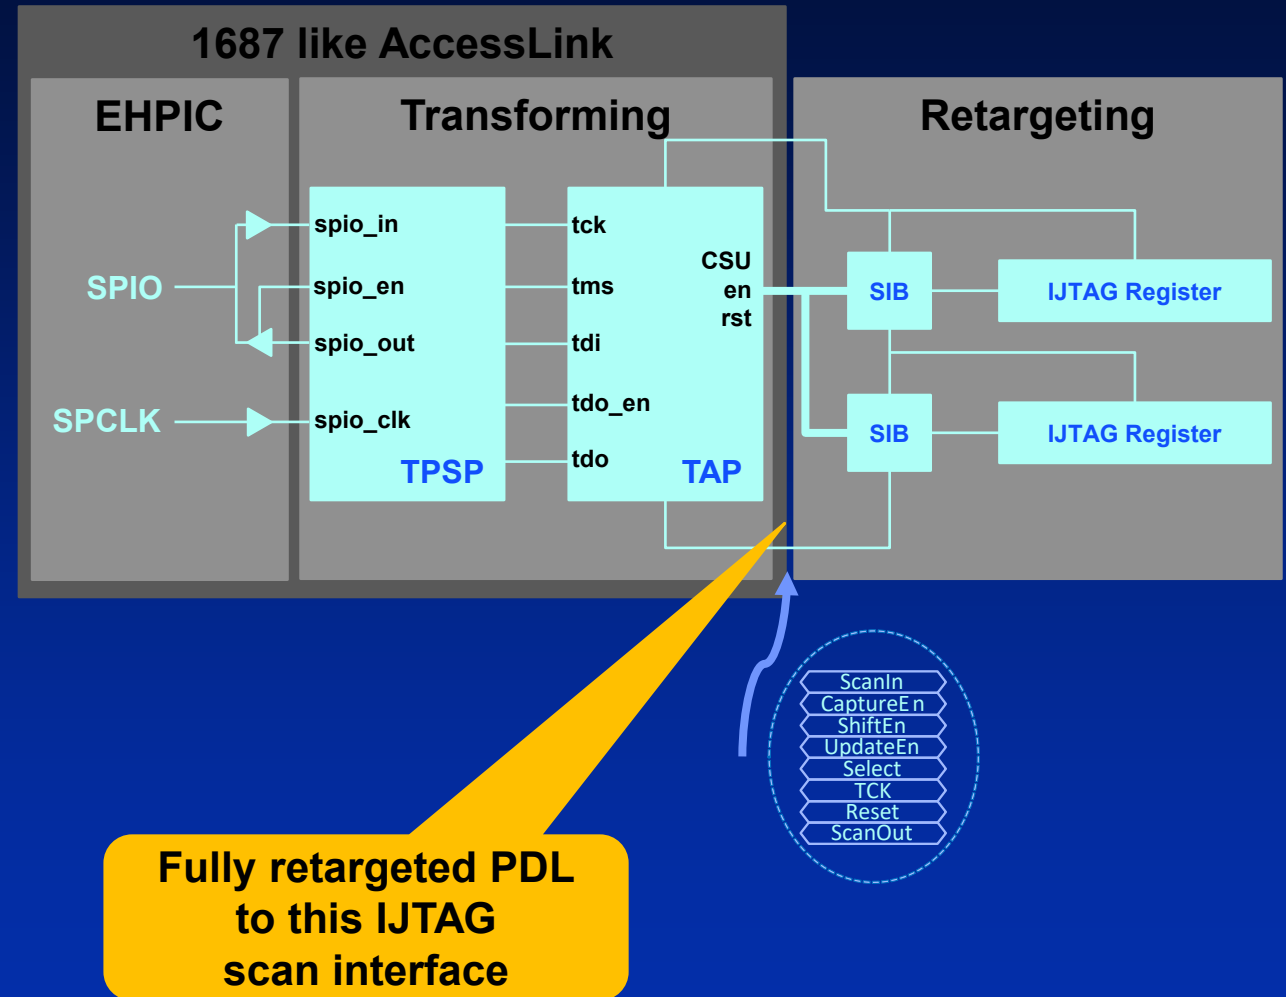 1687 like AccessLink
EHPIC
Transforming
Retargeting
SPIO
SPCLK
spio_in
spio_en
spio_out
spio_clk
TPSP
tck
tms
tdi
tdo_en
tdo
CSU
en
rst
TAP
SIB
IJTAG Register
SIB
IJTAG Register
ScanIn
CaptureEn
ShiftEn
UpdateEn
Select
TCK
Reset
ScanOut
Fully retargeted PDL
to this IJTAG
scan interface